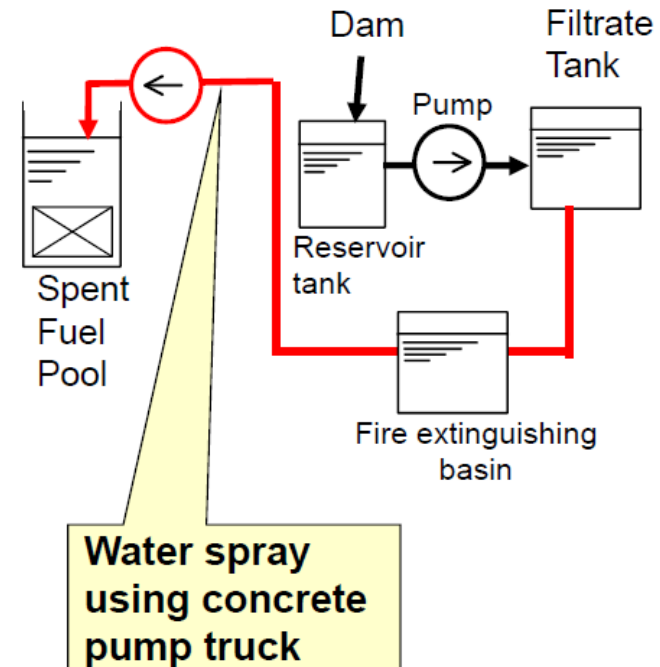 Dam
Filtrate
Tank
Pump
Reservoir
tank
Spent
Fuel
Pool
Fire extinguishing
basin
Water spray
using concrete
pump truck